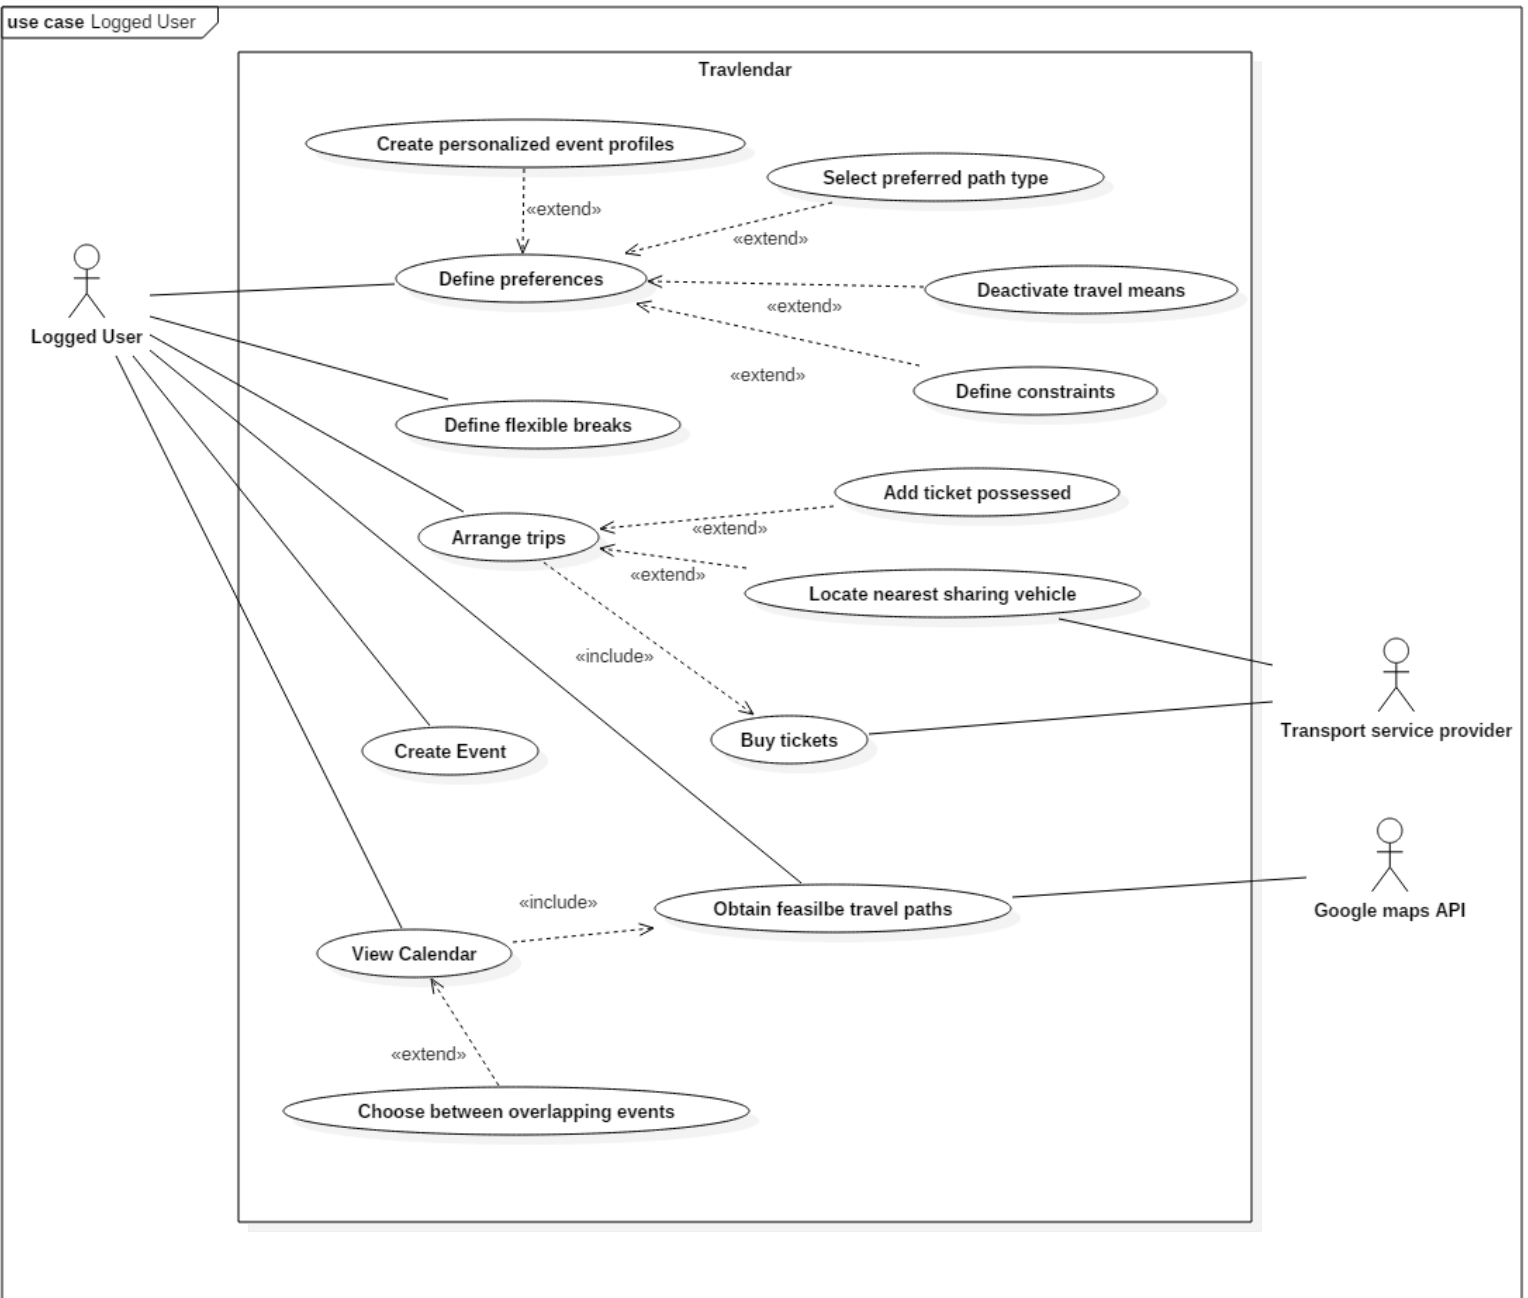 use case Logged User
Travlendar
Create personalized event profiles
Select preferred path type
«extend»
«extend»
Define preferences
Deactivate travel means
«extend»
Logged User
«extend»
Define constraints
Define flexible breaks
Add ticket possessed
«extend»
Arrange trips
«extend»
Locate nearest sharing vehicle
«include»
Transport service provider
Buy tickets
Create Event
«include»
Obtain feasilbe travel paths
Google maps API
View Calendar
«extend»
Choose between overlapping events